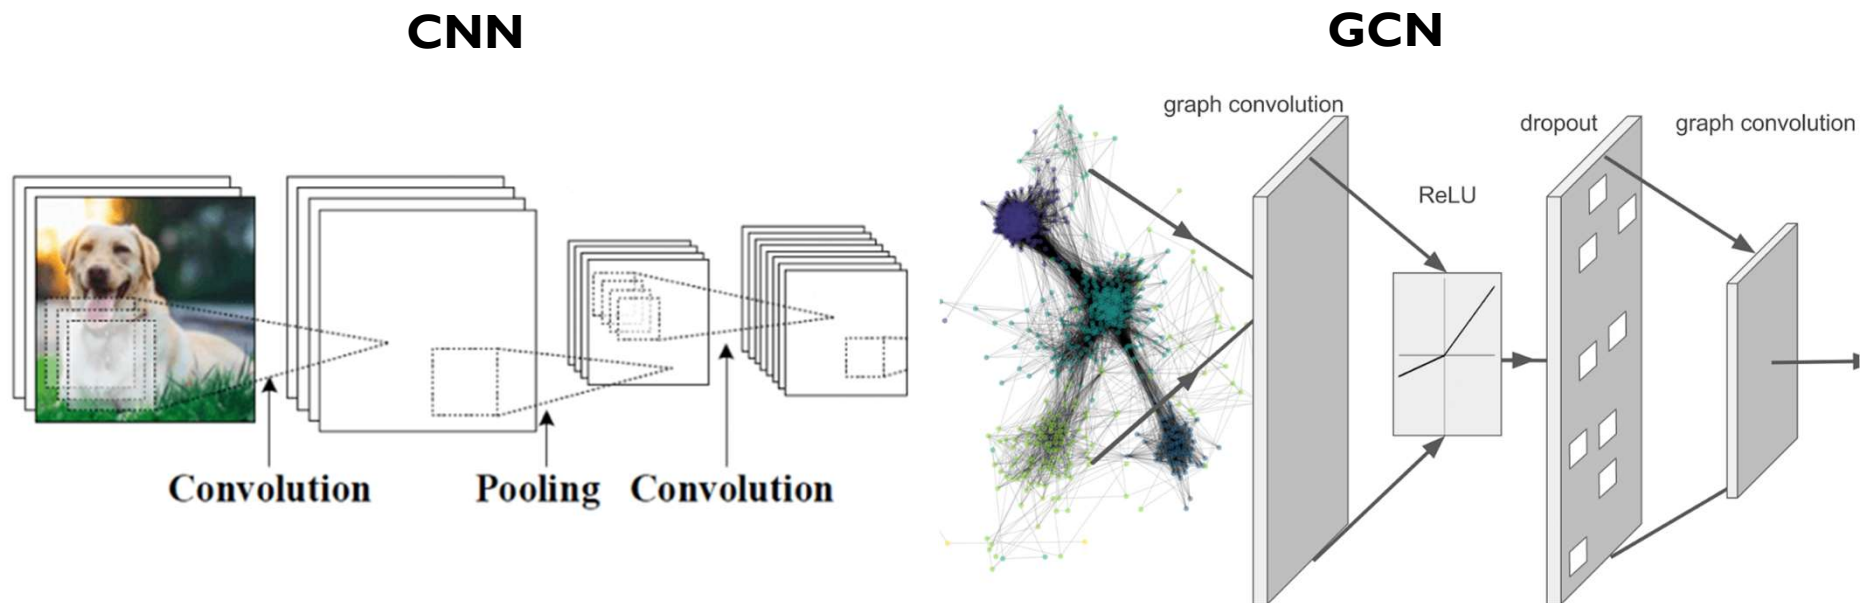 CNN
Convolution
Pooling
Convolution
GCN
graph convolution
ReLU
dropout
graph convolution